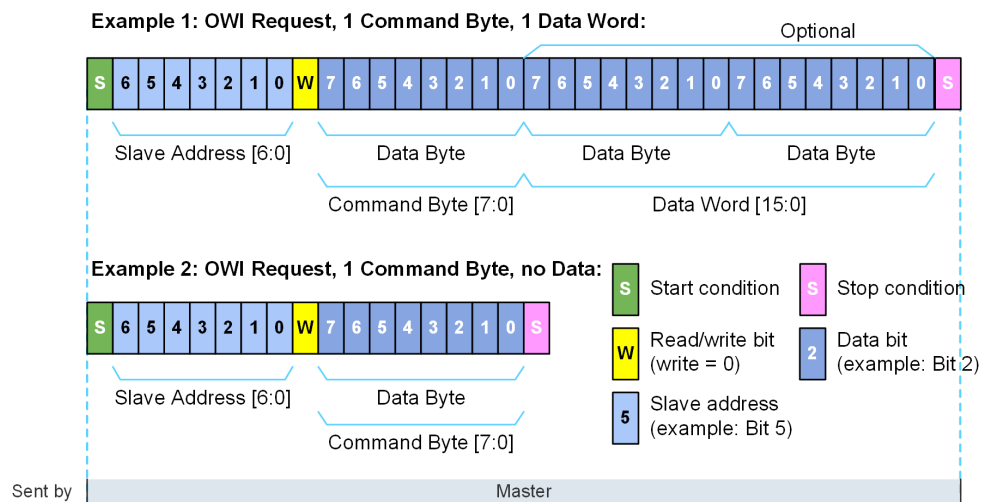 Example 1: OWI Request, 1 Command Byte, 1 Data Word:
Optional
S 6 5 4 3 2 1 0 W 7 6 5 4 3 2 1 0 7 6 5 4 3 2 1 0 7 6 5 4 3 2 1 0 S
Slave Address [6:0] Data Byte Data Byte Data Byte
Command Byte [7:0] Data Word [15:0]
Example 2: OWI Request, 1 Command Byte, no Data:
S 6 5 4 3 2 1 0 W 7 6 5 4 3 2 1 0 S
Slave Address [6:0] Data Byte
Command Byte [7:0]
S Start condition
S Stop condition
W Read/write bit
(write = 0)
2 Data bit
(example: Bit 2)
5 Slave address
(example: Bit 5)
Sent by Master